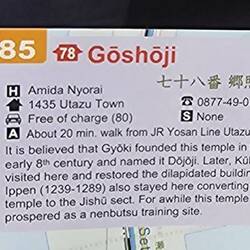 85 78 Gōshōji
七十八番 郷照
H Amida Nyorai
1435 Utazu Town 0877-49-0
Free of charge (80) S None
A About 20 min. walk from JR Yosan Line Utazu
It is believed that Gyōki founded this temple in
early 8th century and named it Dōjōji. Later, Kū
visited here and restored the dilapidated building
Ippen (1239-1289) also stayed here converting
temple to the Jishū sect. For awhile this temple
prospered as a nenbutsu training site.